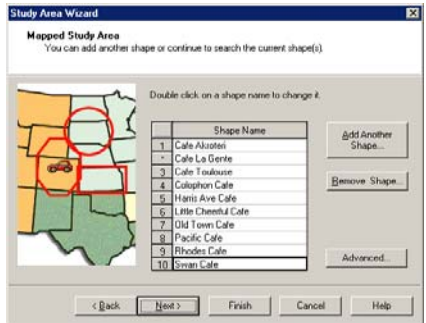 Study Area Wizard
Mapped Study Area
You can add another shape or continue to search the current shape(s).
Double click on a shape name to change it.
Shape Name
1 Cafe Akroteri
* Cafe La Gente
3 Cafe Toulouse
4 Colophon Cafe
5 Harris Ave Cafe
6 Little Cheerful Cafe
7 Old Town Cafe
8 Pacific Cafe
9 Rhodes Cafe
10 Swan Cafe
Add Another Shape...
Remove Shape...
Advanced...
< Back
Next >
Finish
Cancel
Help